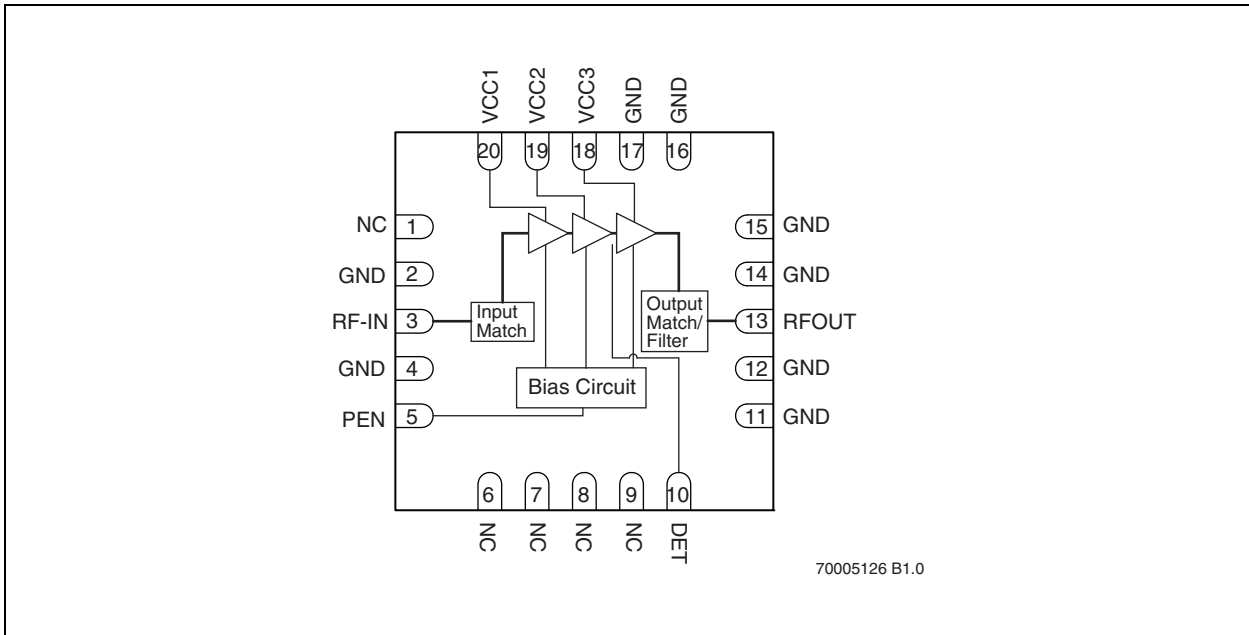 VCC1
VCC2
VCC3
GND
GND
20
19
18
17
16
NC
1
GND
2
RF-IN
3
GND
4
PEN
5
Input
Match
Output
Match/
Filter
Bias Circuit
15
GND
14
GND
13
RFOUT
12
GND
11
GND
6
7
8
9
10
NC
NC
NC
NC
DET
70005126 B1.0